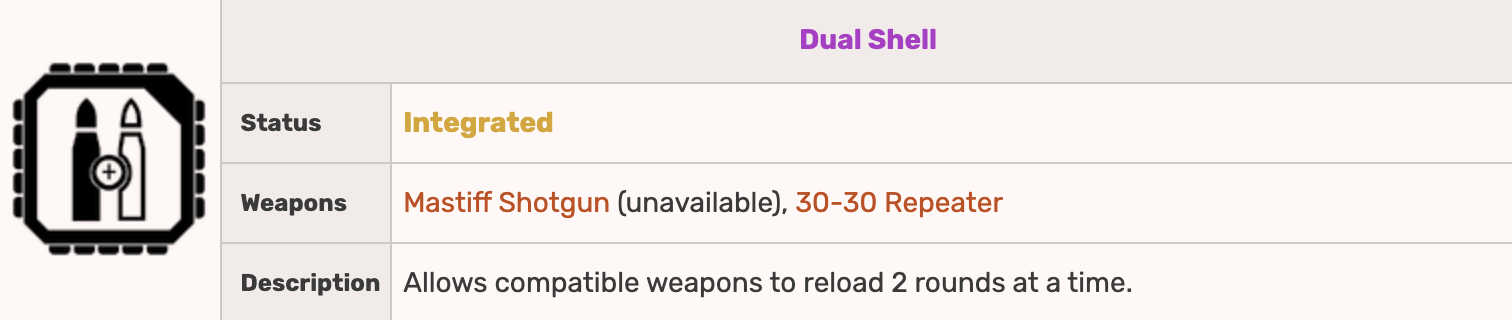 Dual Shell
Status
Integrated
Weapons
Mastiff Shotgun (unavailable), 30-30 Repeater
Description
Allows compatible weapons to reload 2 rounds at a time.